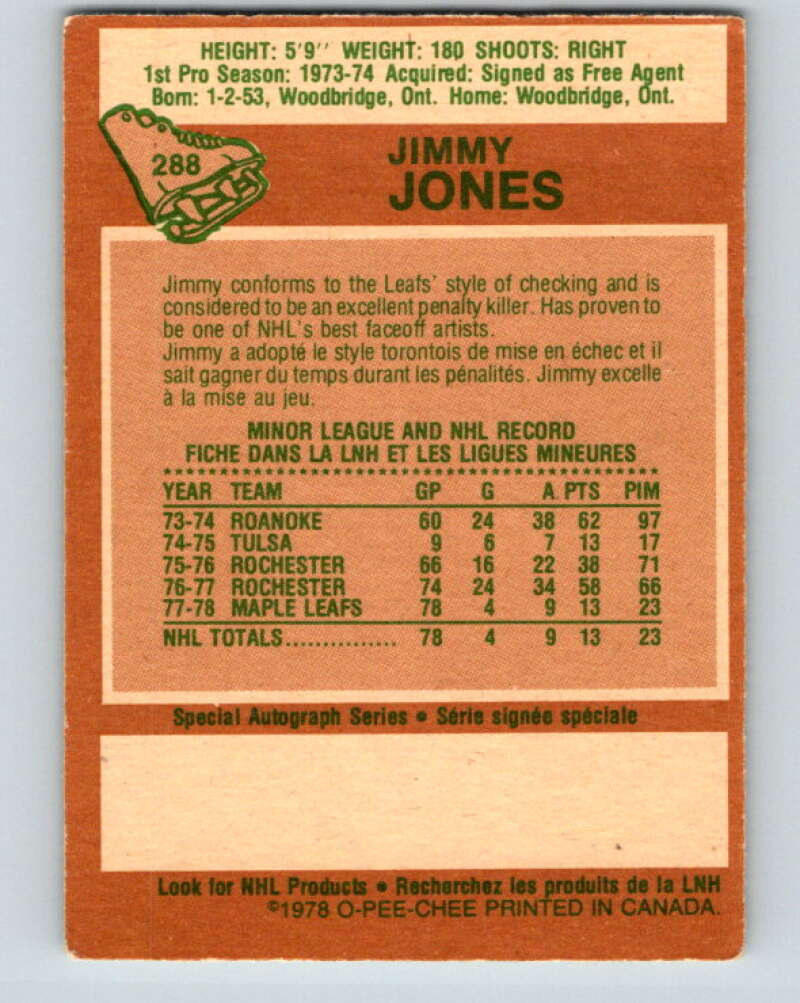 HEIGHT: 5'9'' WEIGHT: 180 SHOOTS: RIGHT
1st Pro Season: 1973-74 Acquired: Signed as Free Agent
Born: 1-2-53, Woodbridge, Ont. Home: Woodbridge, Ont.
288
JIMMY
JONES
Jimmy conforms to the Leafs' style of checking and is
considered to be an excellent penalty killer. Has proven to
be one of NHL's best faceoff artists.
Jimmy a adopté le style torontois de mise en échec et il
sait gagner du temps durant les pénalités. Jimmy excelle
à la mise au jeu.
MINOR LEAGUE AND NHL RECORD
FICHE DANS LA LNH ET LES LIGUES MINEURES
YEAR TEAM GP G A PTS PIM
73-74 ROANOKE 60 24 38 62 97
74-75 TULSA 9 6 7 13 17
75-76 ROCHESTER 66 16 22 38 71
76-77 ROCHESTER 74 24 34 58 66
77-78 MAPLE LEAFS 78 4 9 13 23
NHL TOTALS................ 78 4 9 13 23
Special Autograph Series • Série signée spéciale
Look for NHL Products • Recherchez les produits de la LNH
©1978 O-PEE-CHEE PRINTED IN CANADA.